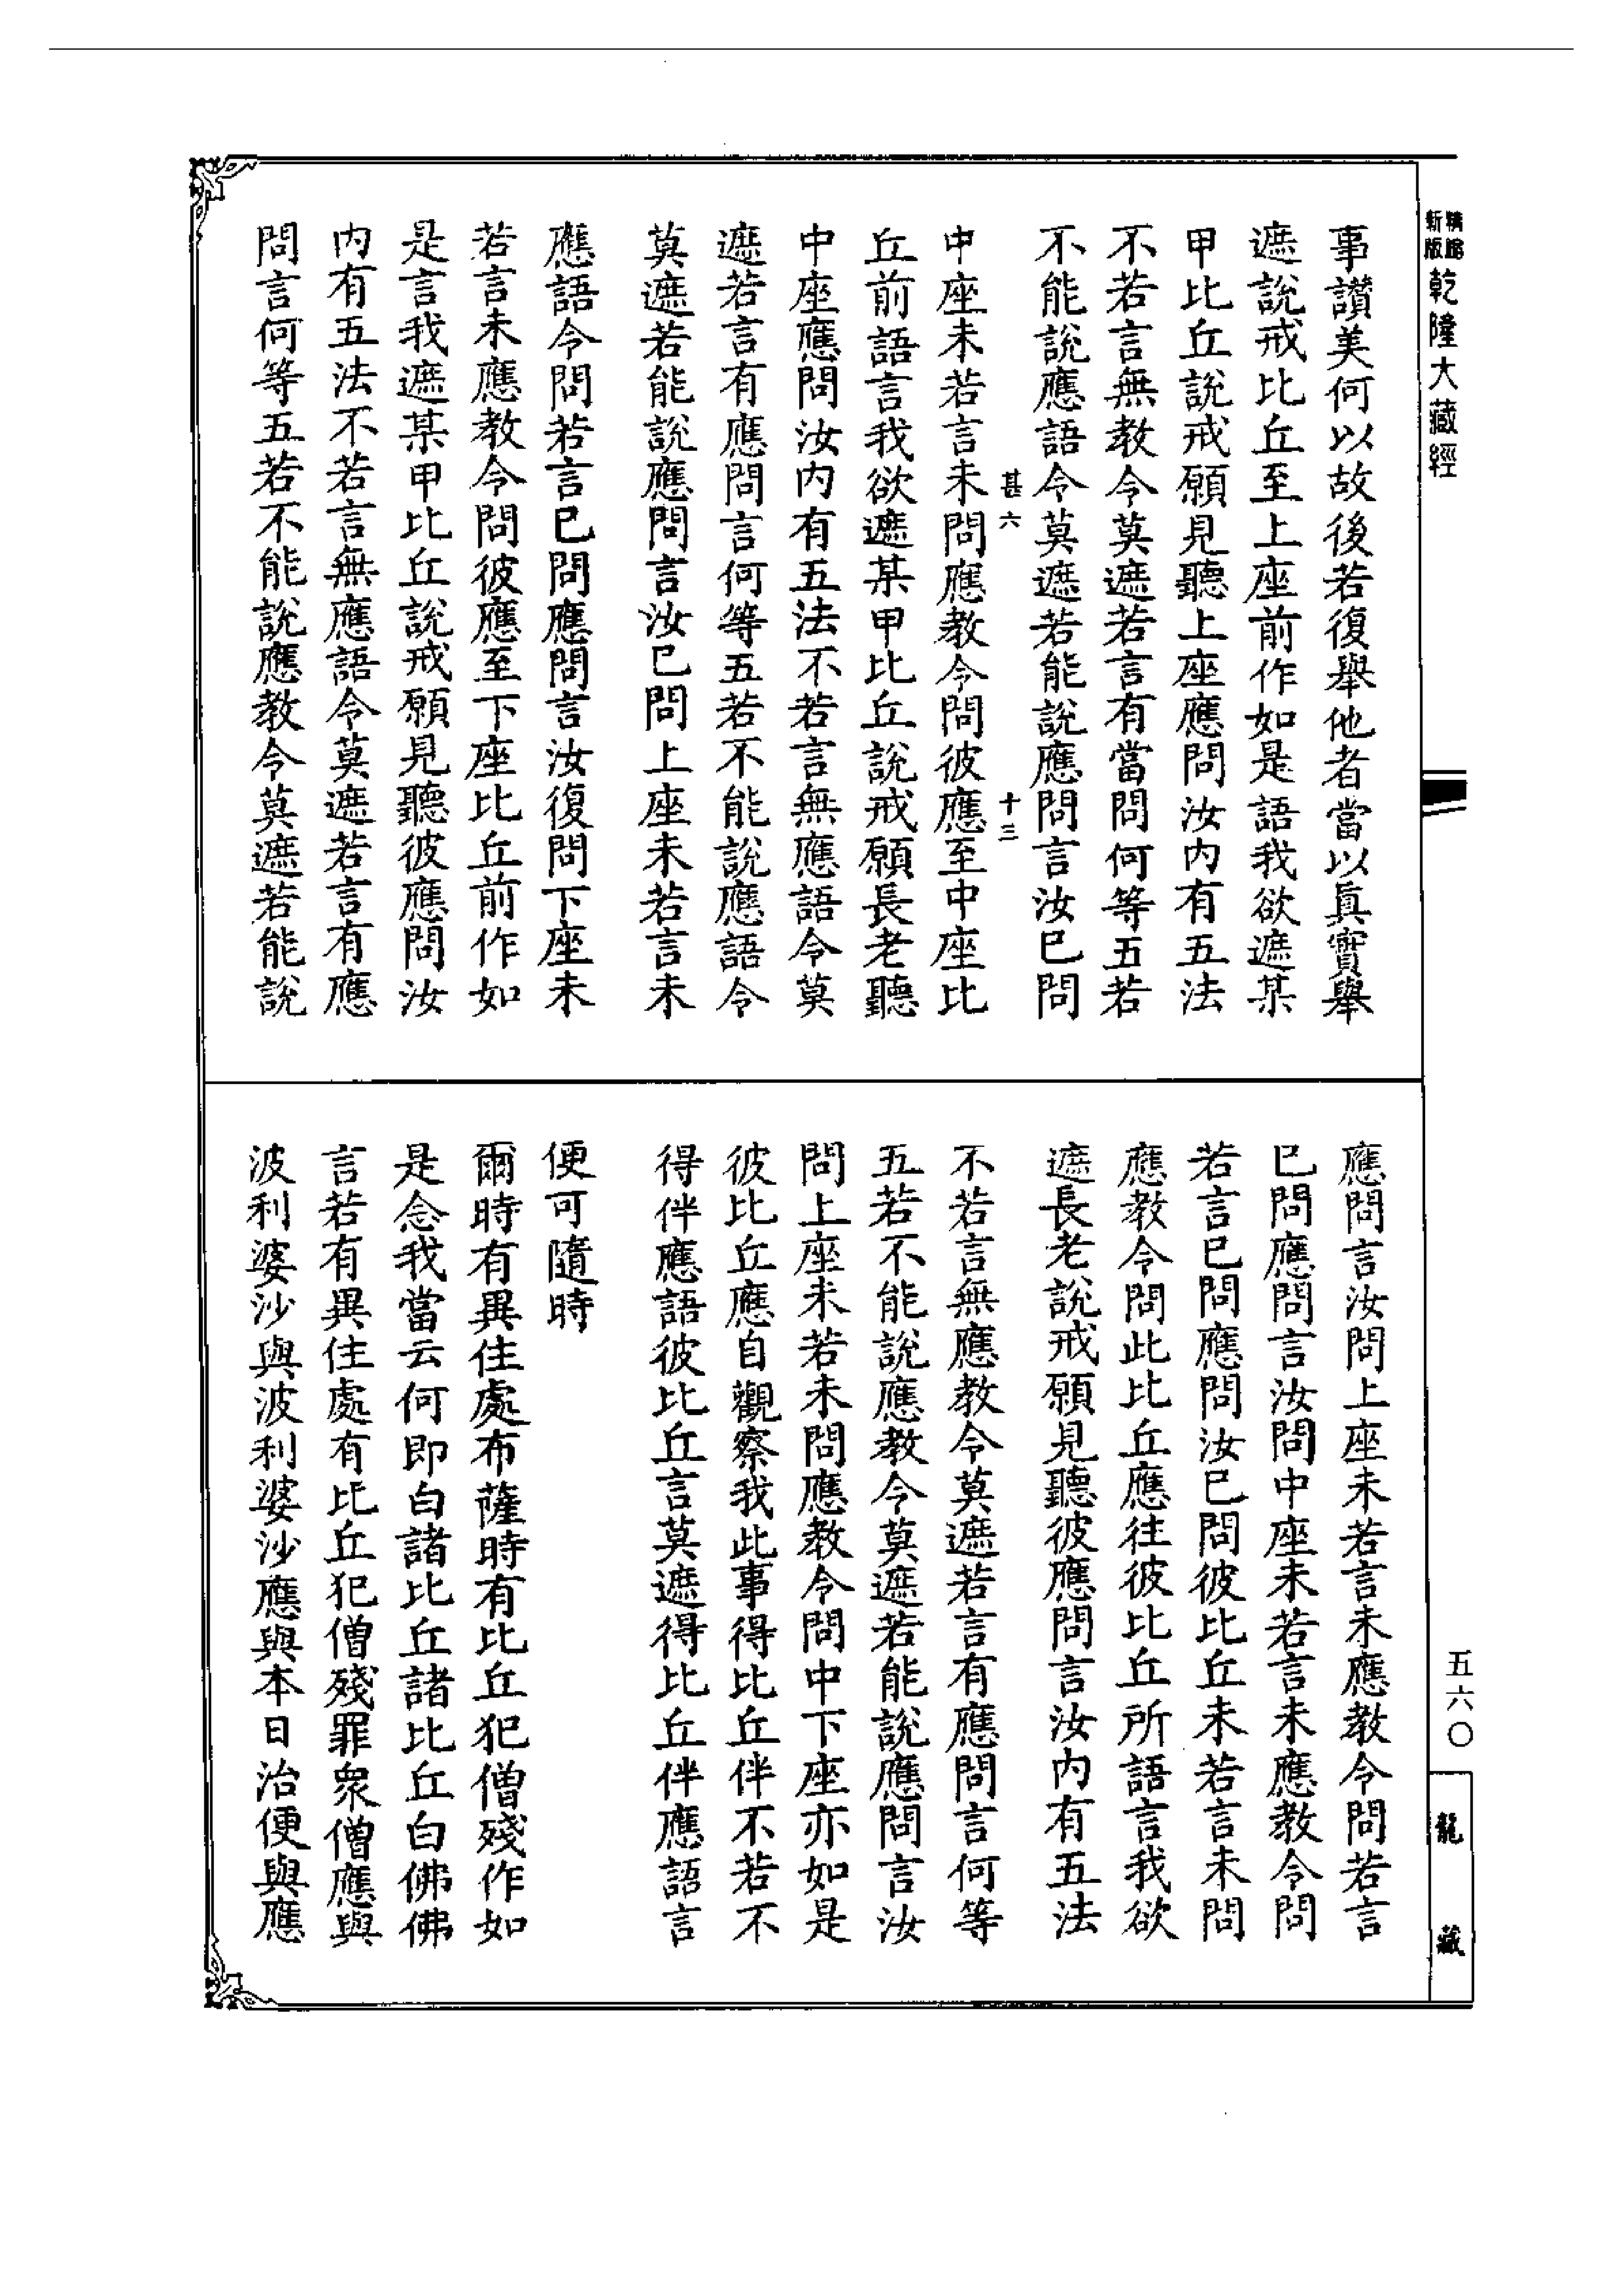 精縮新版乾隆大藏經
事讚美何以故後若復舉他者當以真實舉
遮說戒比丘至上座前作如是語我欲遮某
甲比丘說戒願見聽上座應問汝內有五法
不若言無教令莫遮若言有當問何等五若
不能說應語令莫遮若能說應問言汝已問
甚六 十三
中座未若言未問應教令問彼應至中座比
丘前語言我欲遮某甲比丘說戒願長老聽
中座應問汝內有五法不若言無應語令莫
遮若言有應問言何等五若不能說應語令
莫遮若能說應問言汝已問上座未若言未
應語令問若言已問應問言汝復問下座未
若言未應教令問彼應至下座比丘前作如
是言我遮某甲比丘說戒願見聽彼應問汝
內有五法不若言無應語令莫遮若言有應
問言何等五若不能說應教令莫遮若能說
應問言汝問上座未若言未應教令問若言
已問應問言汝問中座未若言未應教令問
若言已問應問汝已問彼比丘未若言未問
應教令問此比丘應往彼比丘所語言我欲
遮長老說戒願見聽彼應問言汝內有五法
不若言無應教令莫遮若言有應問言何等
五若不能說應教令莫遮若能說應問言汝
問上座未若未問應教令問中下座亦如是
彼比丘應自觀察我此事得比丘伴不若不
得伴應語彼比丘言莫遮得比丘伴應語言
便可隨時
爾時有異住處布薩時有比丘犯僧殘作如
是念我當云何即白諸比丘諸比丘白佛佛
言若有異住處有比丘犯僧殘罪眾僧應與
波利婆沙與波利婆沙應與本日治便與應
五六〇
龍藏